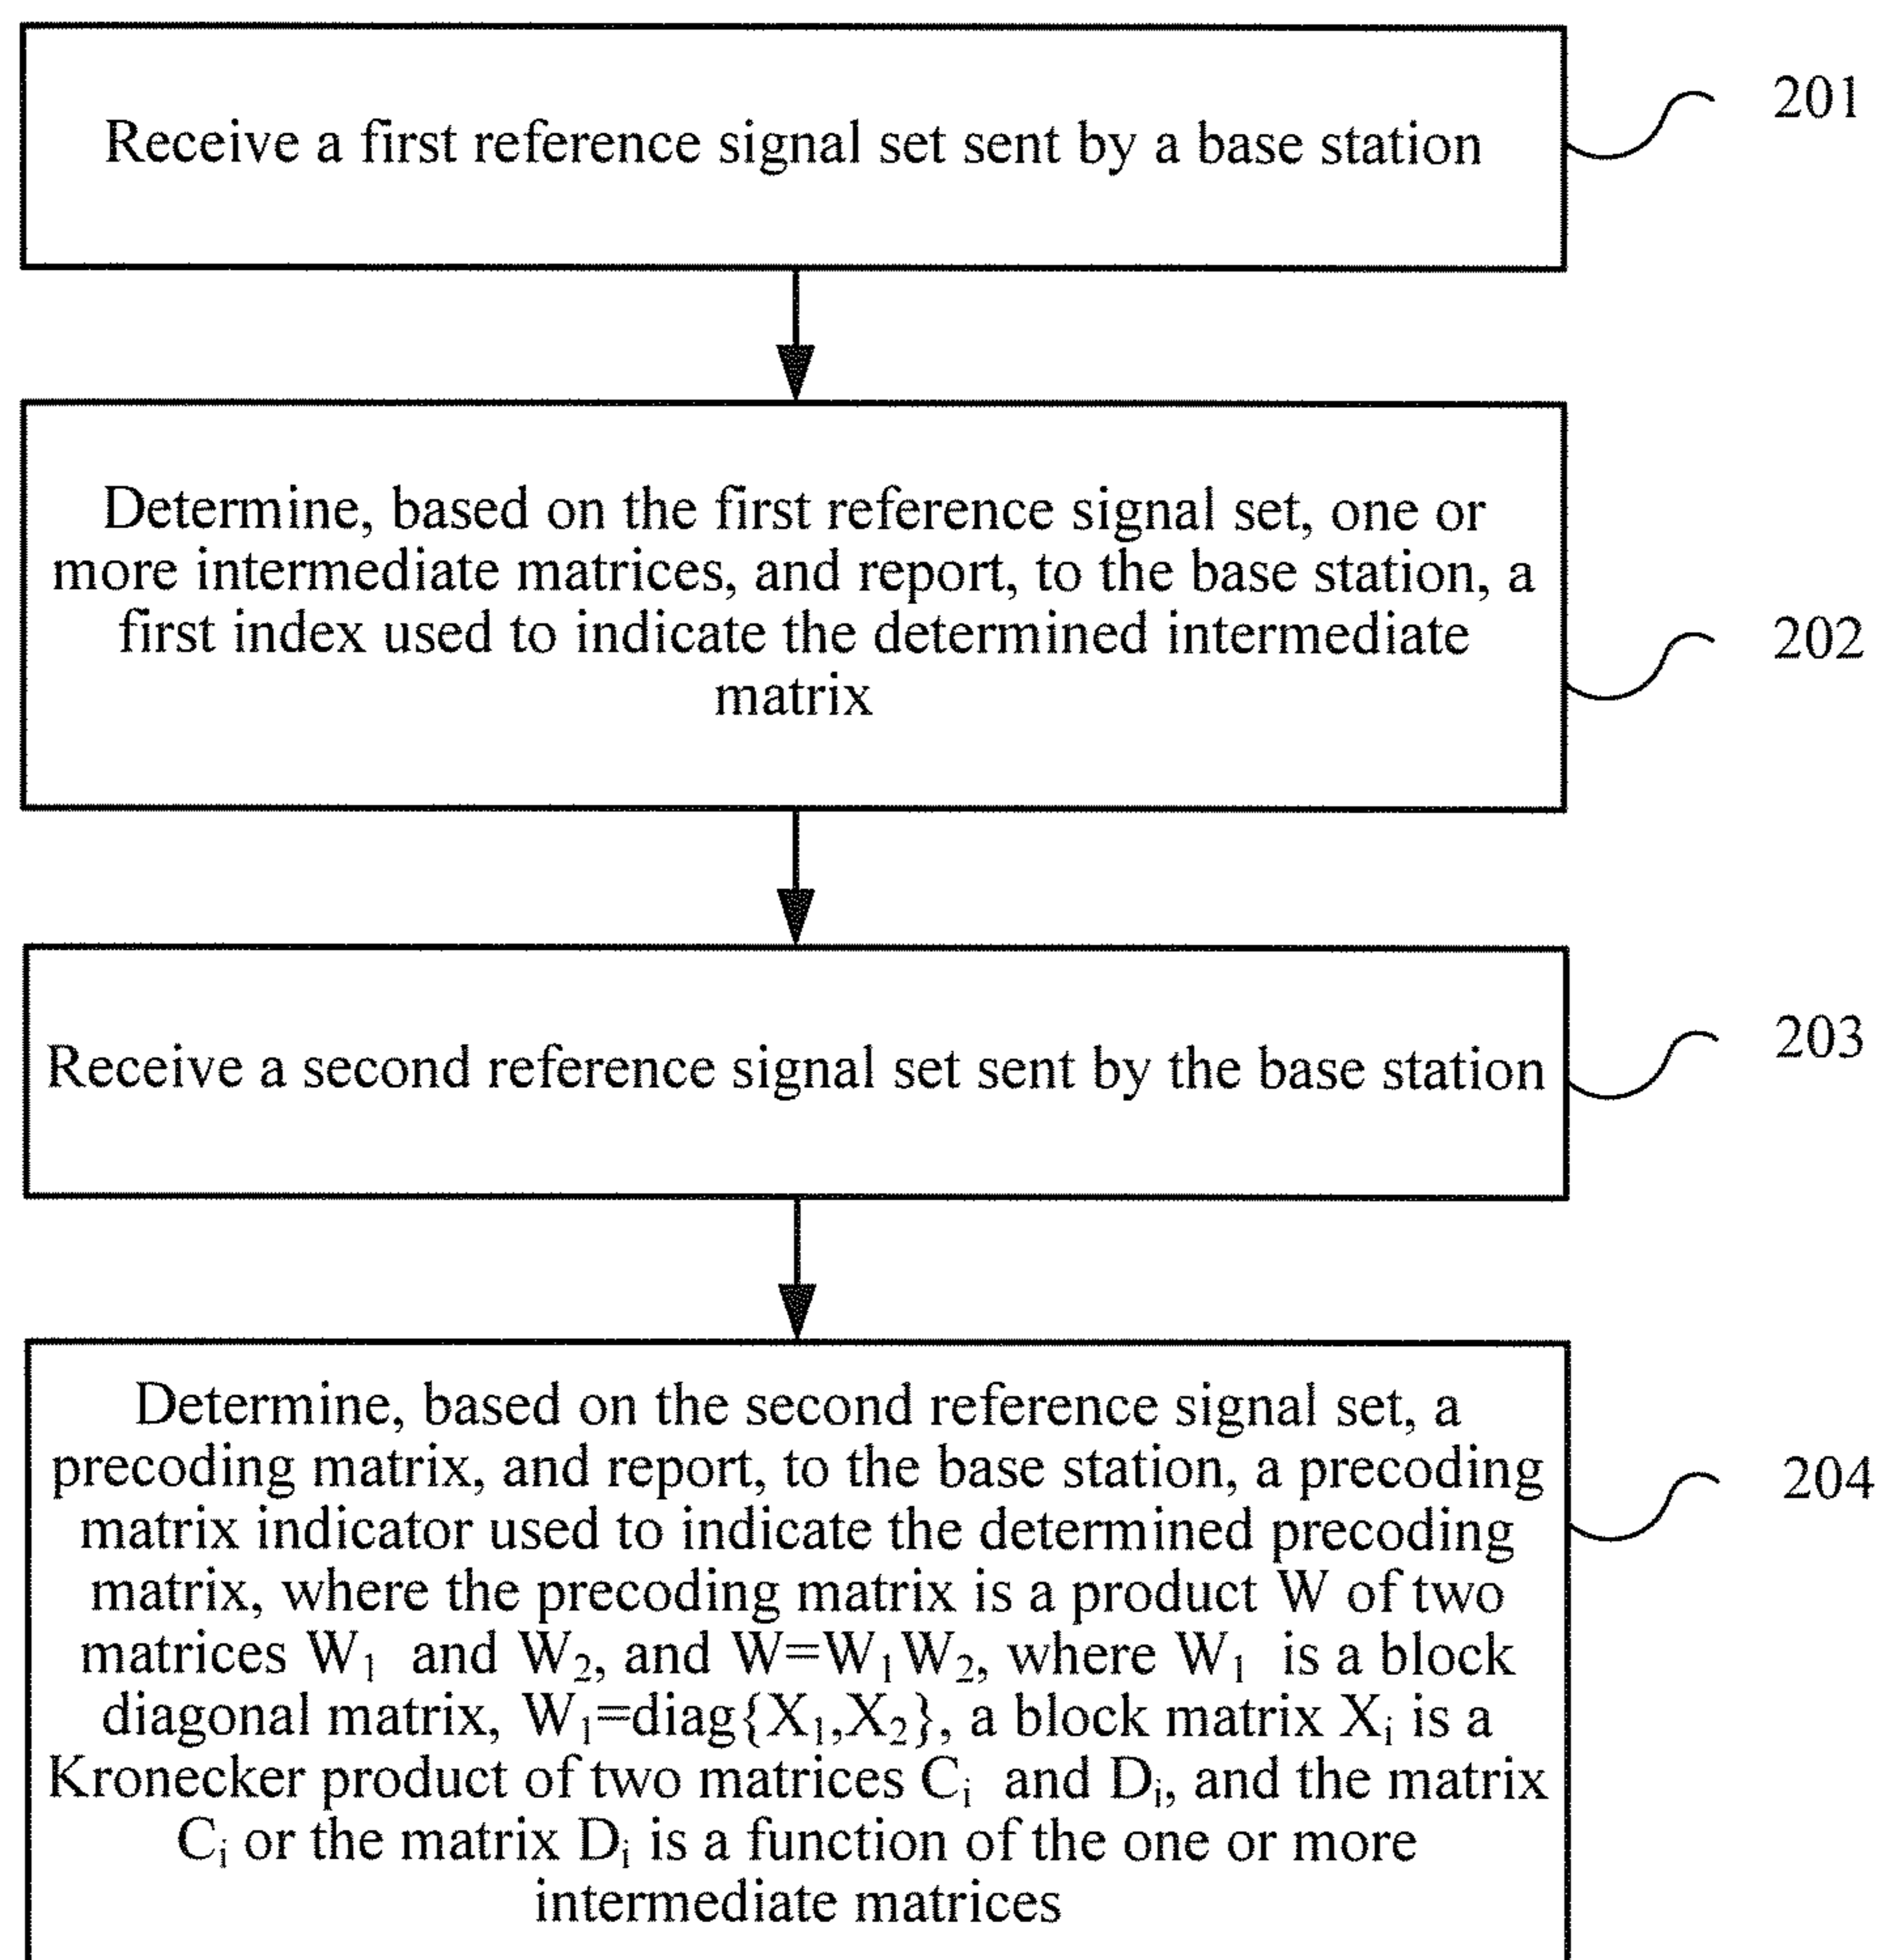 Receive a first reference signal set sent by a base station
201
Determine, based on the first reference signal set, one or
more intermediate matrices, and report, to the base station, a
first index used to indicate the determined intermediate
matrix
202
Receive a second reference signal set sent by the base station
203
Determine, based on the second reference signal set, a
precoding matrix, and report, to the base station, a precoding
matrix indicator used to indicate the determined precoding
matrix, where the precoding matrix is a product W of two
matrices W₁ and W₂, and W=W₁W₂, where W₁ is a block
diagonal matrix, W₁=diag{X₁,X₂}, a block matrix Xᵢ is a
Kronecker product of two matrices Cᵢ and Dᵢ, and the matrix
Cᵢ or the matrix Dᵢ is a function of the one or more
intermediate matrices
204